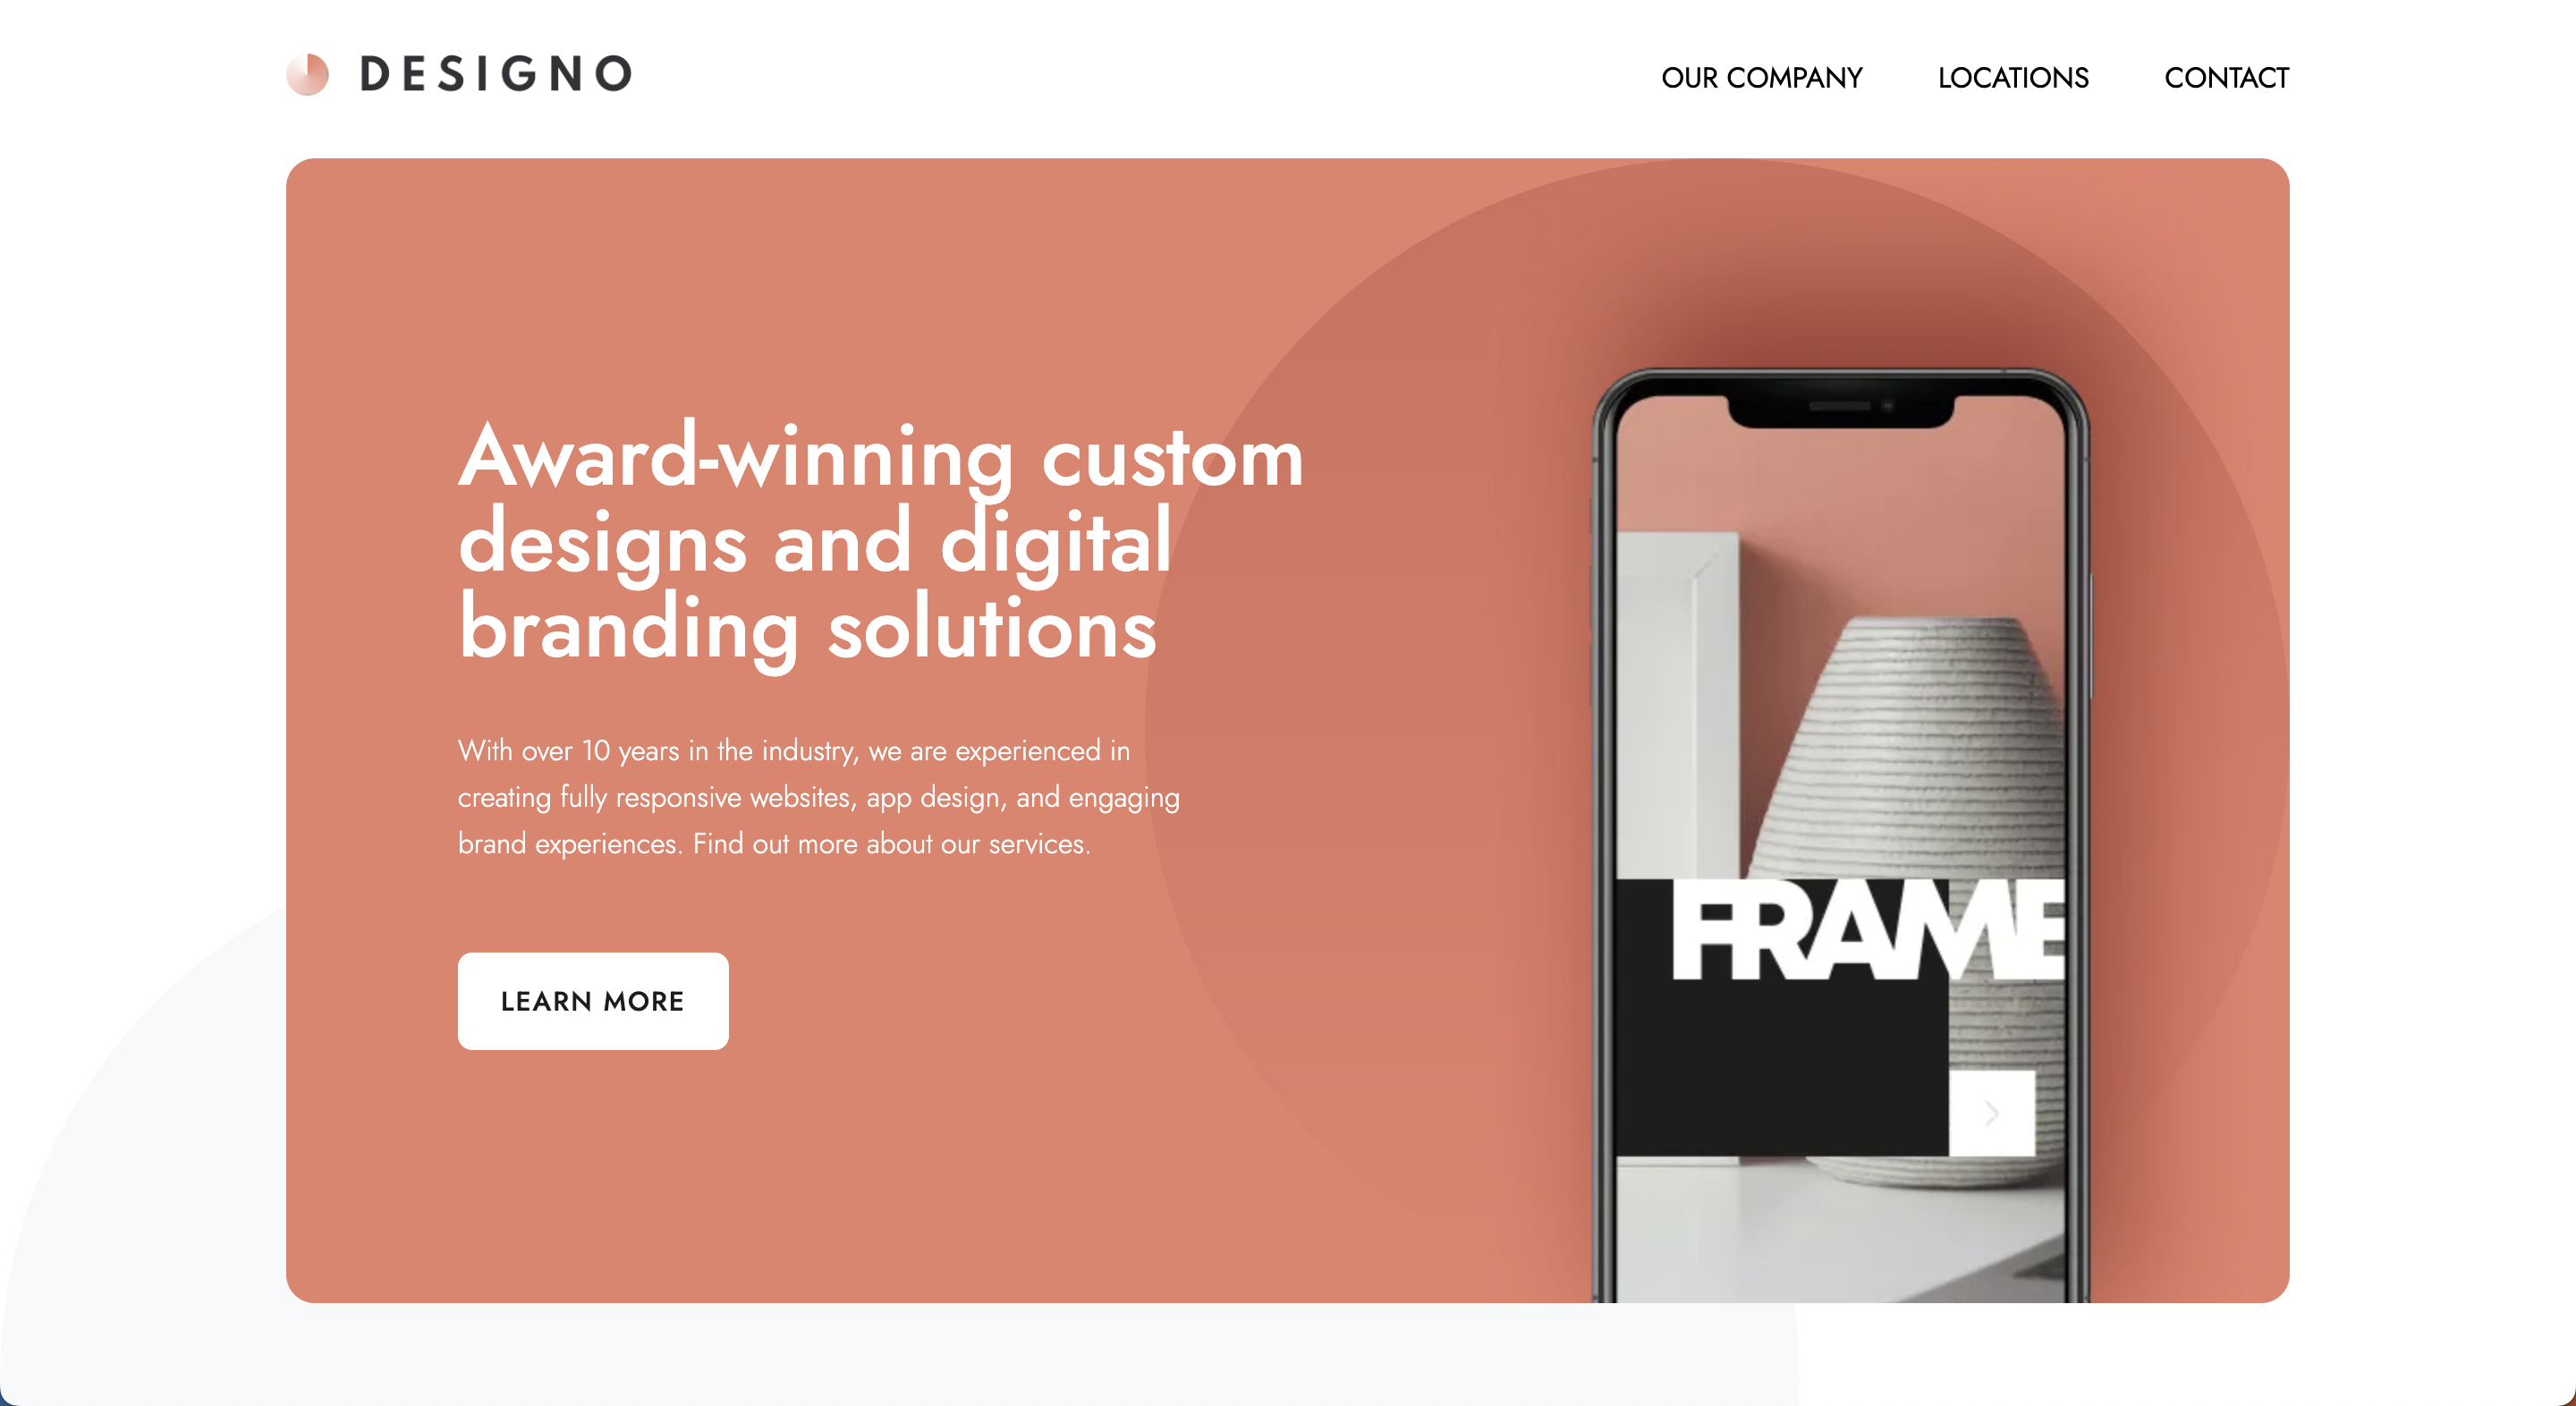 DESIGNO
OUR COMPANY
LOCATIONS
CONTACT
Award-winning custom
designs and digital
branding solutions
With over 10 years in the industry, we are experienced in
creating fully responsive websites, app design, and engaging
brand experiences. Find out more about our services.
LEARN MORE
FRAME